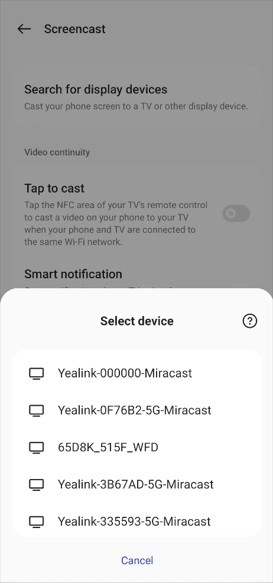 Screencast
Search for display devices
Cast your phone screen to a TV or other display device.
Video continuity
Tap to cast
Tap the NFC area of your TV's remote control
to cast a video on your phone to your TV
when your phone and TV are connected to
the same Wi-Fi network.
Smart notification
Select device
Yealink-000000-Miracast
Yealink-0F76B2-5G-Miracast
65D8K_515F_WFD
Yealink-3B67AD-5G-Miracast
Yealink-335593-5G-Miracast
Cancel